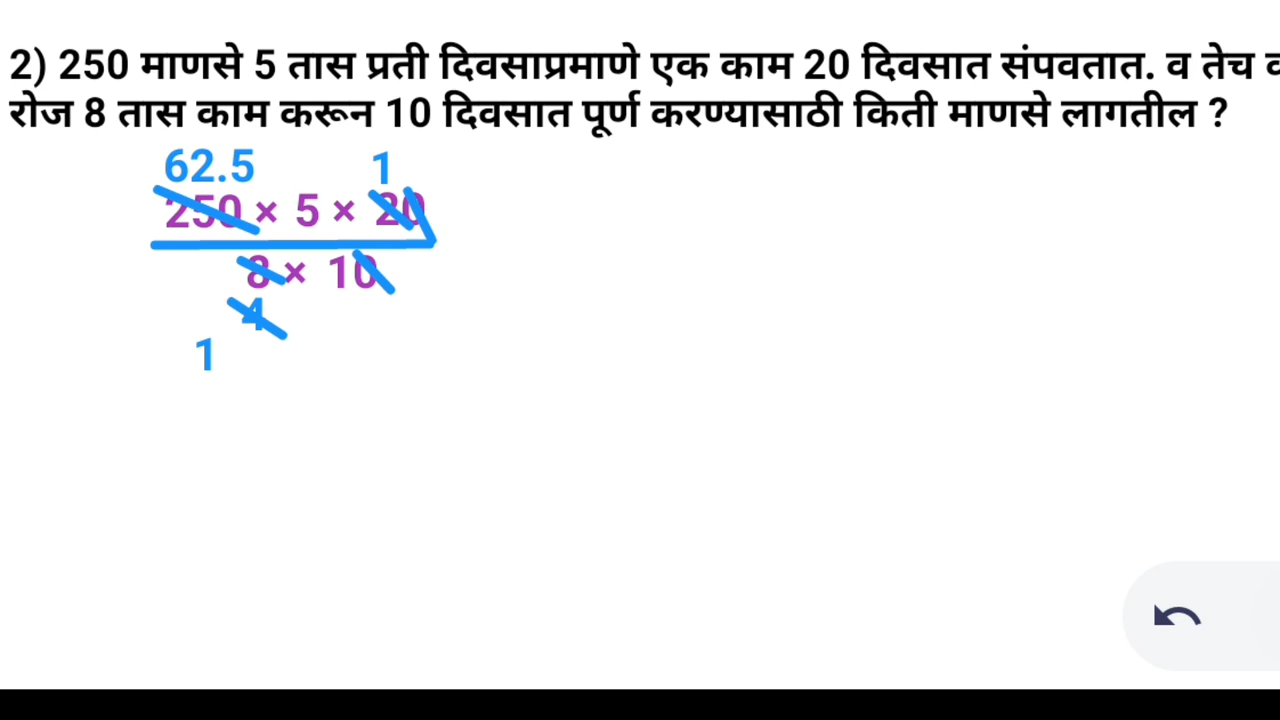 2) 250 माणसे 5 तास प्रती दिवसाप्रमाणे एक काम 20 दिवसात संपवतात. व तेच
रोज 8 तास काम करून 10 दिवसात पूर्ण करण्यासाठी किती माणसे लागतील ?
62.5 1
250 × 5 × 20
8 × 10
4
1